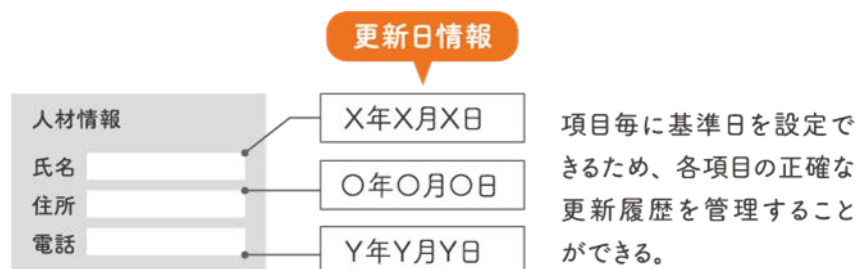 更新日情報
人材情報
氏名
住所
電話
X年X月X日
〇年〇月〇日
Y年Y月Y日
項目毎に基準日を設定で
きるため、各項目の正確な
更新履歴を管理すること
ができる。